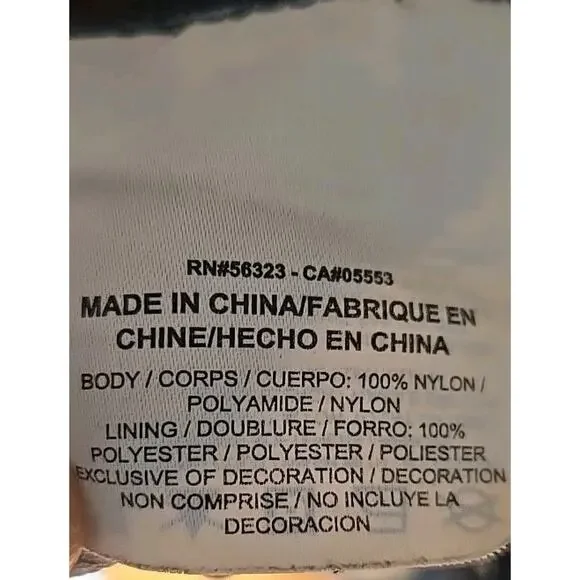 RN#56323 - CA#05553
MADE IN CHINA/FABRIQUE EN
CHINE/HECHO EN CHINA
BODY / CORPS / CUERPO: 100% NYLON /
POLYAMIDE / NYLON
LINING / DOUBLURE / FORRO: 100%
POLYESTER / POLYESTER / POLIESTER
EXCLUSIVE OF DECORATION / DECORATION
NON COMPRISE / NO INCLUYE LA
DECORACION